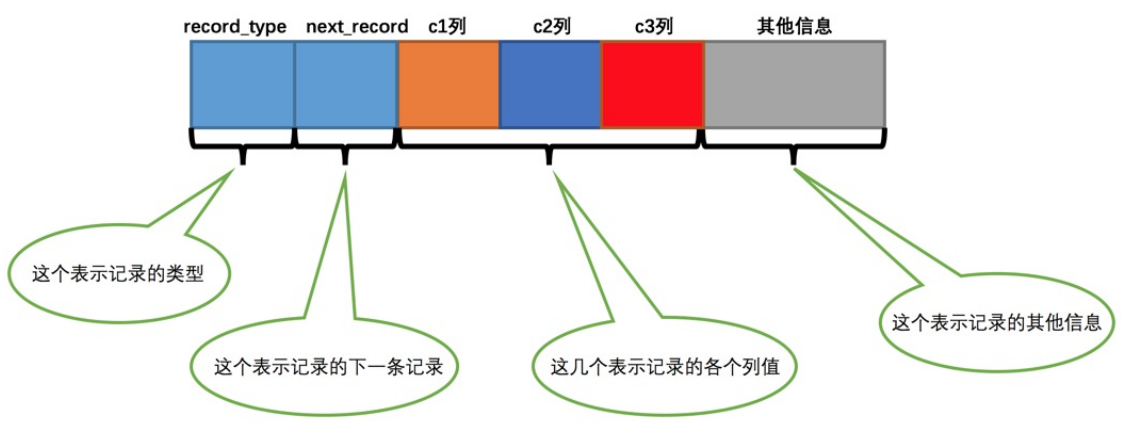 record_type next_record c1列 c2列 c3列 其他信息
这个表示记录的类型
这个表示记录的下一条记录
这几个表示记录的各个列值
这个表示记录的其他信息